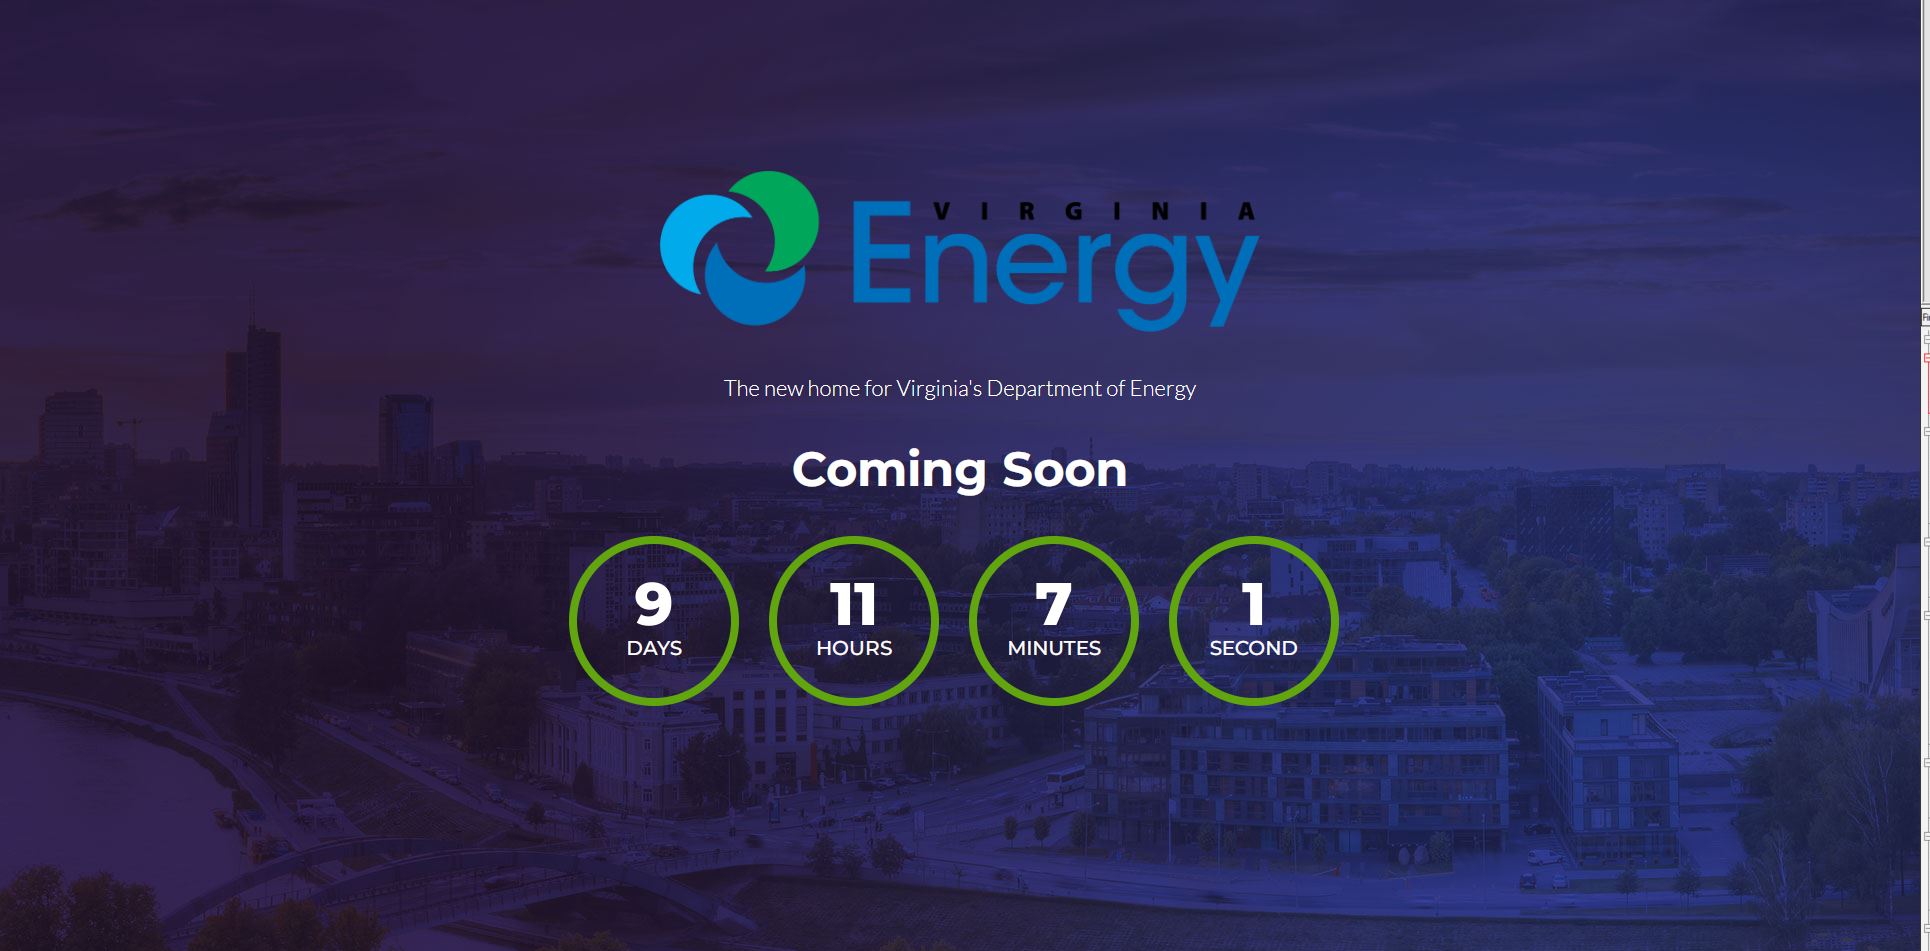 VIRGINIA
Energy
The new home for Virginia's Department of Energy
Coming Soon
9 11 7 1
DAYS HOURS MINUTES SECOND